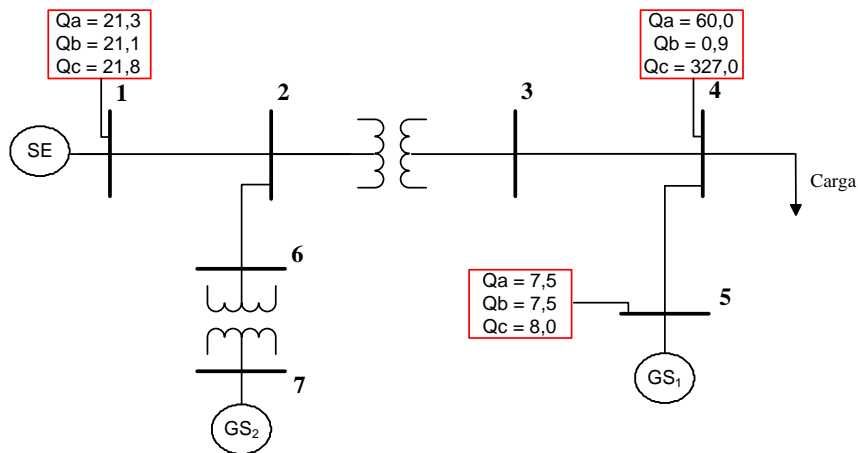 Qa = 21,3
Qb = 21,1
Qc = 21,8
Qa = 60,0
Qb = 0,9
Qc = 327,0
1
2
3
4
SE
Carga
6
Qa = 7,5
Qb = 7,5
Qc = 8,0
5
7
GS₁
GS₂